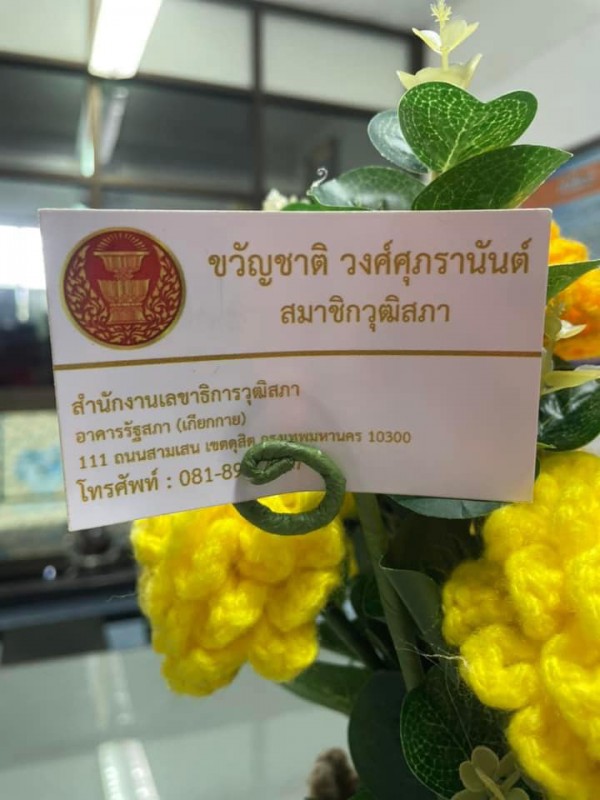 ขวัญชาติ วงศ์ศุภรานันต์
สมาชิกวุฒิสภา
สำนักงานเลขาธิการวุฒิสภา
อาคารรัฐสภา (เกียกกาย)
111 ถนนสามเสน เขตดุสิต กรุงเทพมหานคร 10300
โทรศัพท์ : 081-89